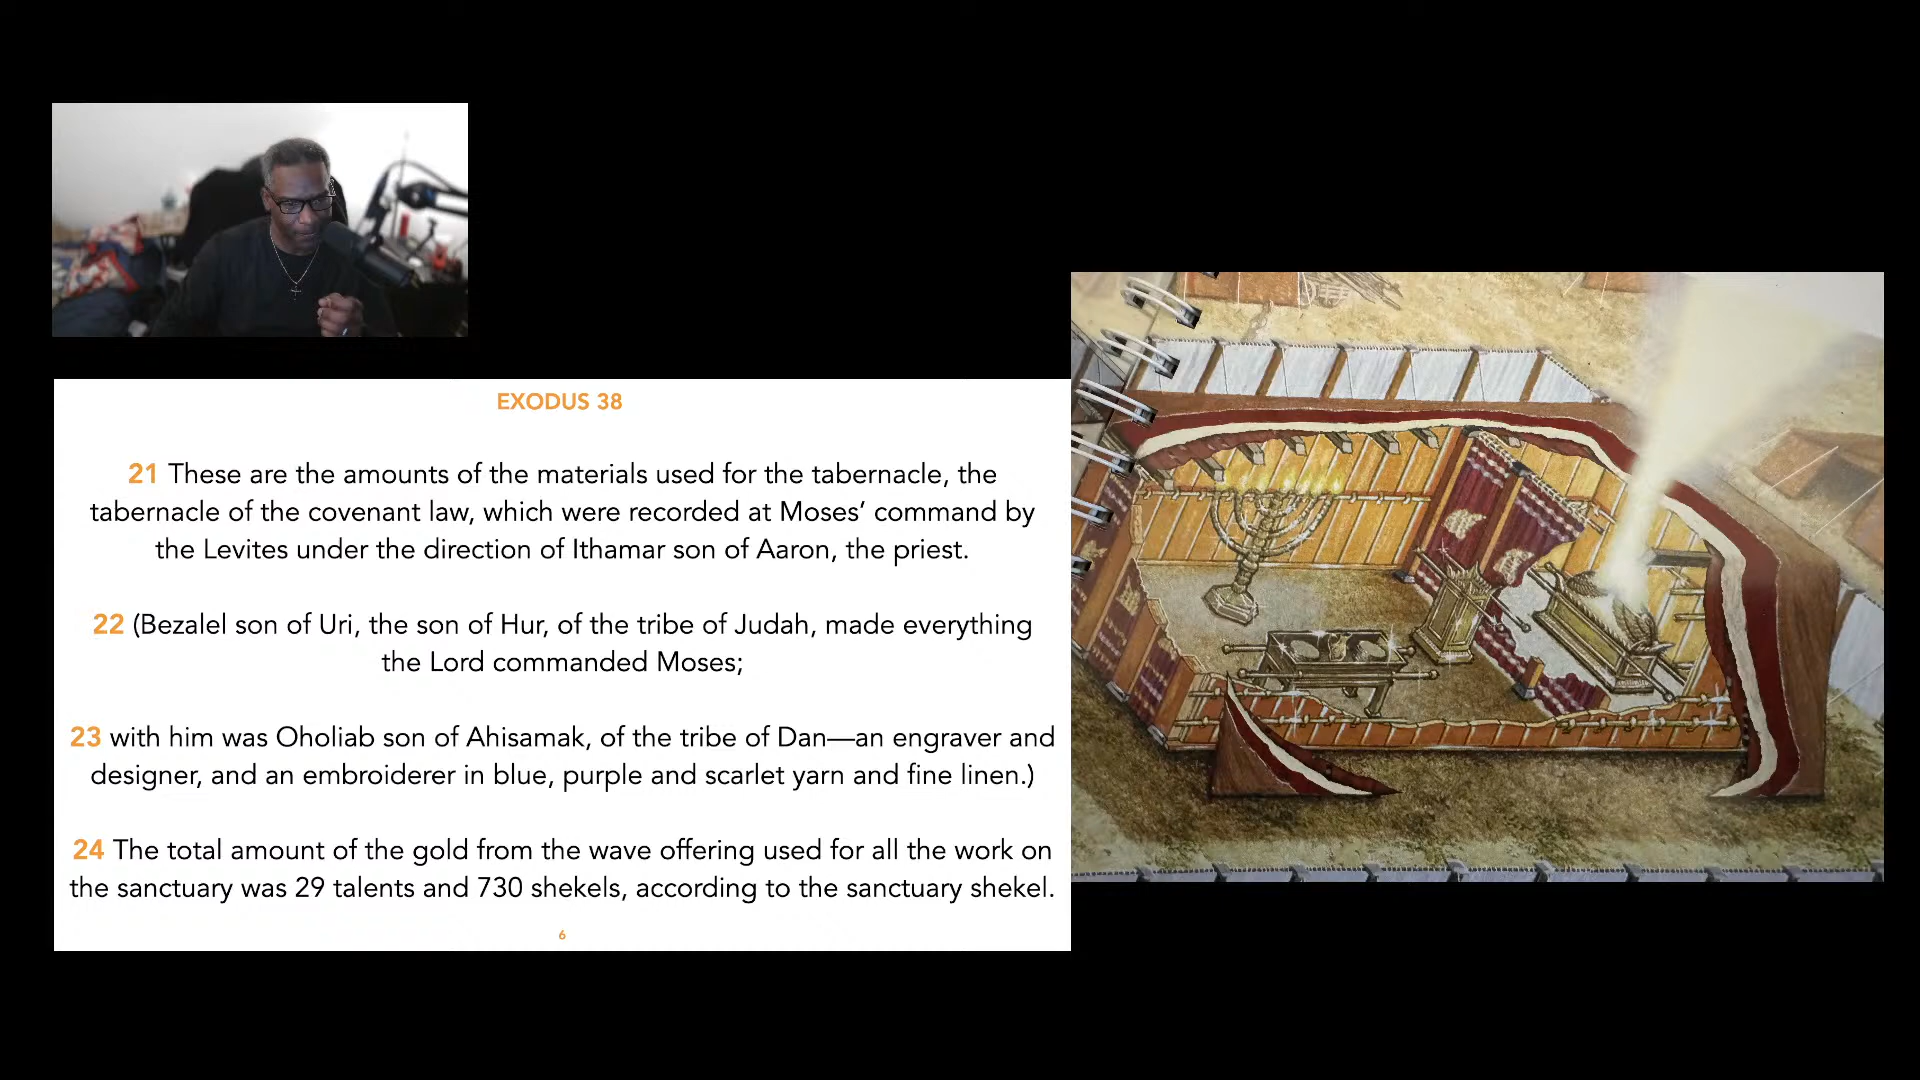 EXODUS 38
21 These are the amounts of the materials used for the tabernacle, the
tabernacle of the covenant law, which were recorded at Moses’ command by
the Levites under the direction of Ithamar son of Aaron, the priest.
22 (Bezalel son of Uri, the son of Hur, of the tribe of Judah, made everything
the Lord commanded Moses;
23 with him was Oholiab son of Ahisamak, of the tribe of Dan—an engraver and
designer, and an embroiderer in blue, purple and scarlet yarn and fine linen.)
24 The total amount of the gold from the wave offering used for all the work on
the sanctuary was 29 talents and 730 shekels, according to the sanctuary shekel.
6